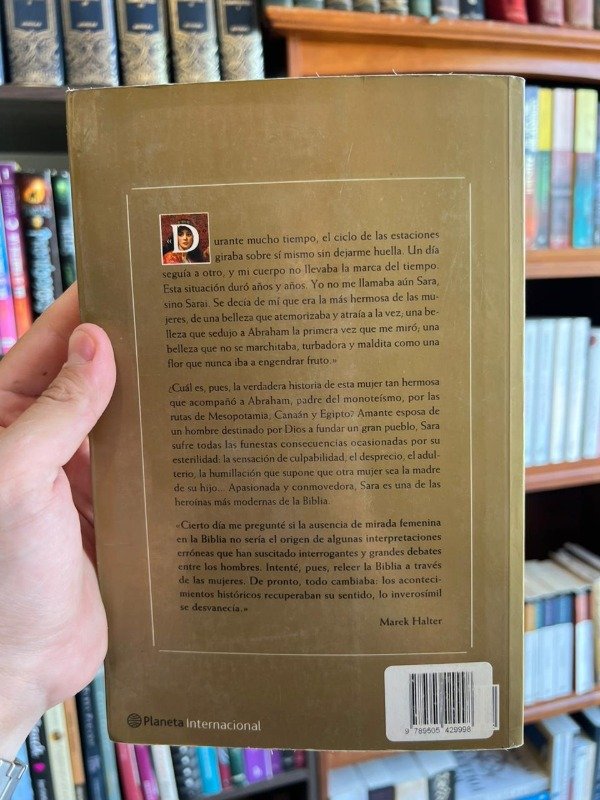 «Durante mucho tiempo, el ciclo de las estaciones
giraba sobre sí mismo sin dejarme huella. Un día
seguía a otro, y mi cuerpo no llevaba la marca del tiempo.
Esta situación duró años y años. Yo no me llamaba aún Sara,
sino Sarai. Se decía de mí que era la más hermosa de las mu-
jeres, de una belleza que atemorizaba y atraía a la vez; una be-
lleza que sedujo a Abraham la primera vez que me miró; una
belleza que no se marchitaba, turbadora y maldita como una
flor que nunca iba a engendrar fruto.»
¿Cuál es, pues, la verdadera historia de esta mujer tan hermosa
que acompañó a Abraham, padre del monoteísmo, por las
rutas de Mesopotamia, Canaán y Egipto? Amante esposa de
un hombre destinado por Dios a fundar un gran pueblo, Sara
sufre todas las funestas consecuencias ocasionadas por su
esterilidad: la sensación de culpabilidad, el desprecio, el adul-
terio, la humillación que supone que otra mujer sea la madre
de su hijo... Apasionada y conmovedora, Sara es una de las
heroínas más modernas de la Biblia.
«Cierto día me pregunté si la ausencia de mirada femenina
en la Biblia no sería el origen de algunas interpretaciones
erróneas que han suscitado interrogantes y grandes debates
entre los hombres. Intenté, pues, releer la Biblia a través
de las mujeres. De pronto, todo cambiaba: los aconteci-
mientos históricos recuperaban su sentido, lo inverosímil
se desvanecía.»
Marek Halter
Planeta Internacional
9 789505 429998